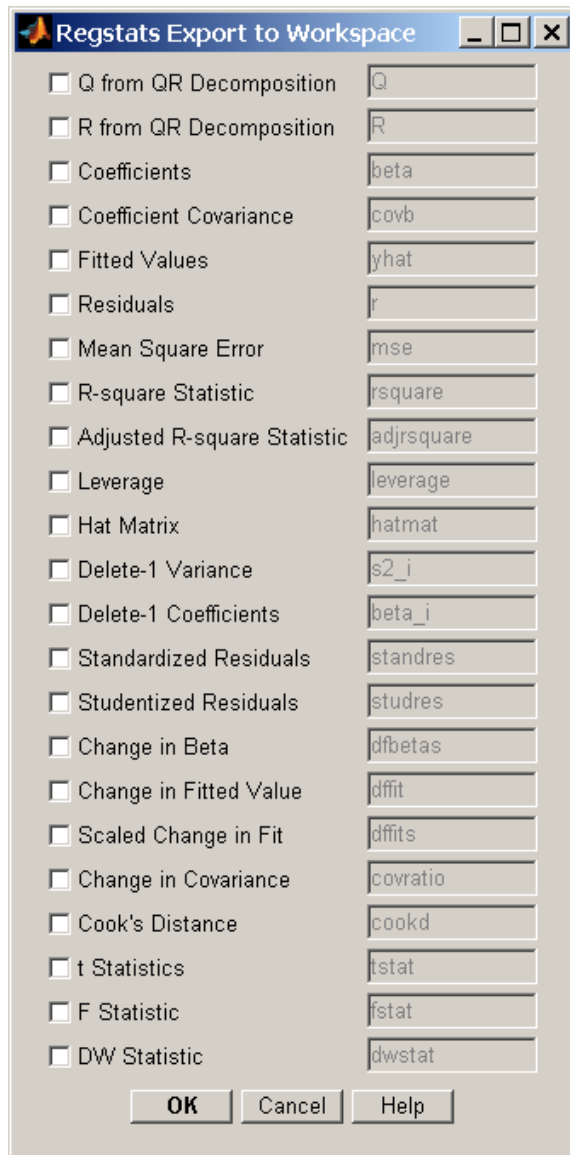 Regstats Export to Workspace
Q from QR Decomposition Q
R from QR Decomposition R
Coefficients beta
Coefficient Covariance covb
Fitted Values yhat
Residuals r
Mean Square Error mse
R-square Statistic rsquare
Adjusted R-square Statistic adjrsquare
Leverage leverage
Hat Matrix hatmat
Delete-1 Variance s2_i
Delete-1 Coefficients beta_i
Standardized Residuals standres
Studentized Residuals studres
Change in Beta dfbetas
Change in Fitted Value dffit
Scaled Change in Fit dffits
Change in Covariance covratio
Cook's Distance cookd
t Statistics tstat
F Statistic fstat
DW Statistic dwstat
OK Cancel Help